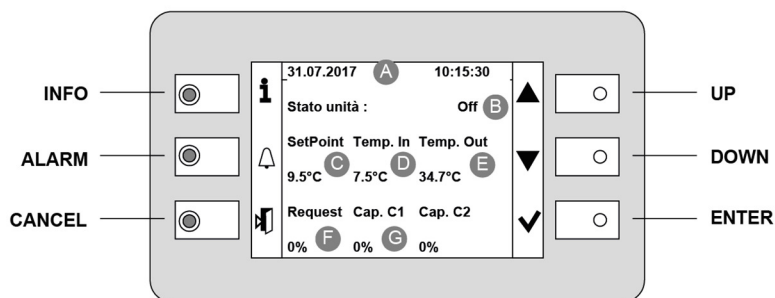 31.07.2017 A 10:15:30
INFO
UP
Stato unità : Off B
SetPoint Temp. In Temp. Out
C D E
ALARM
DOWN
9.5°C 7.5°C 34.7°C
Request Cap. C1 Cap. C2
CANCEL
ENTER
F G
0% 0% 0%